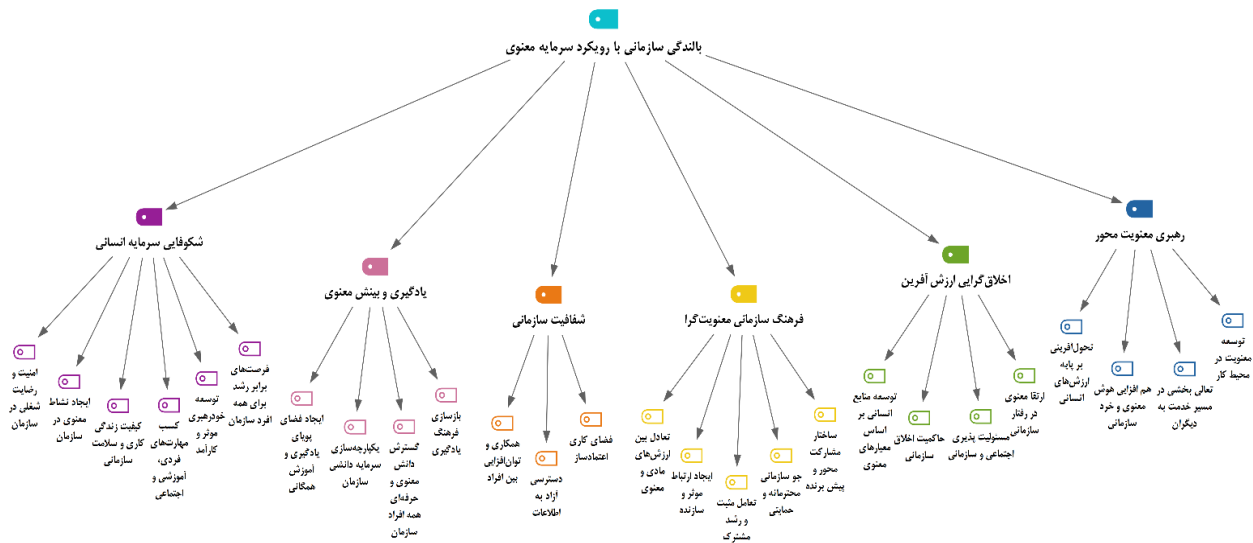 بالندگی سازمانی با رویکرد سرمایه معنوی
رهبری معنویت محور
توسعه
معنویت در
محیط کار
تعالی بخشی در
مسیر خدمت به
دیگران
هم افزایی هوش
معنوی و خرد
سازمانی
تحول‌آفرینی
بر پایه
ارزش‌های
انسانی
اخلاق‌گرایی ارزش آفرین
ارتقا معنوی
در رفتار
سازمانی
مسئولیت پذیری
اجتماعی و سازمانی
حاکمیت اخلاق
سازمانی
توسعه منابع
انسانی بر
اساس
معیارهای
معنوی
فرهنگ سازمانی معنویت‌گرا
ساختار
مشارکت
محور و
پیش برنده
جو سازمانی
محترمانه و
حمایتی
تعامل مثبت
و رشد
مشترک
ایجاد ارتباط
موثر و
سازنده
تعادل بین
ارزش‌های
مادی و
معنوی
شفافیت سازمانی
فضای کاری
اعتمادساز
دسترسی
آزاد به
اطلاعات
همکاری و
توان‌افزایی
بین افراد
یادگیری و بینش معنوی
بازسازی
فرهنگ
یادگیری
گسترش
دانش
معنوی و
حرفه‌ای
همه افراد
سازمان
یکپارچه‌سازی
سرمایه دانشی
سازمان
ایجاد فضای
پویای
یادگیری و
آموزش
همگانی
شکوفایی سرمایه انسانی
فرصت‌های
برابر رشد
برای همه
افرد سازمان
توسعه
خودرهبری
موثر و
کارآمد
کسب
مهارت‌های
فردی،
آموزشی و
اجتماعی
کیفیت زندگی
کاری و سلامت
سازمانی
ایجاد نشاط
معنوی در
سازمان
امنیت و
رضایت
شغلی در
سازمان